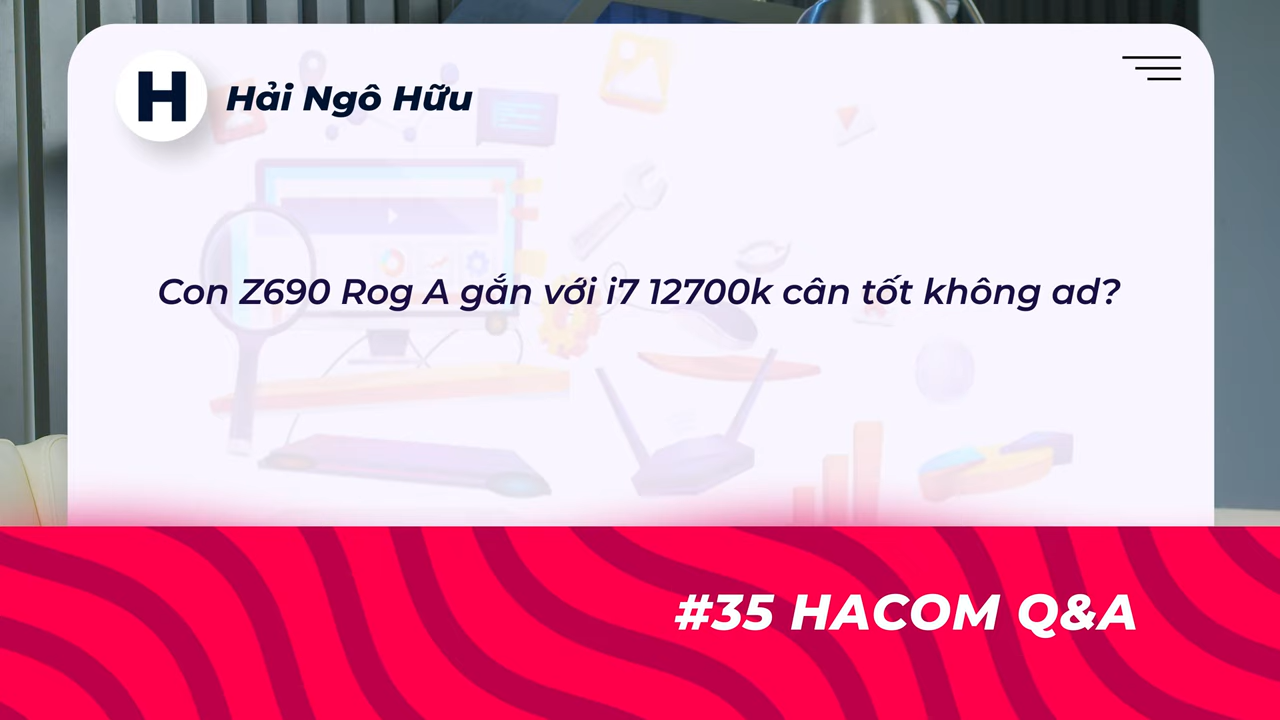 H
Hải Ngô Hữu
Con Z690 Rog A gắn với i7 12700k cân tốt không ad?
#35 HACOM Q&A